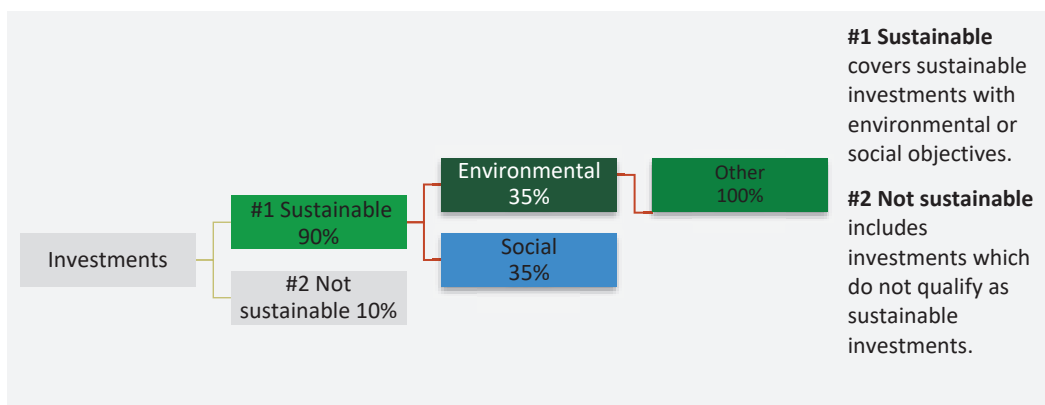 Investments
#1 Sustainable
90%
#2 Not
sustainable 10%
Environmental
35%
Social
35%
Other
100%
#1 Sustainable
covers sustainable
investments with
environmental or
social objectives.
#2 Not sustainable
includes
investments which
do not qualify as
sustainable
investments.